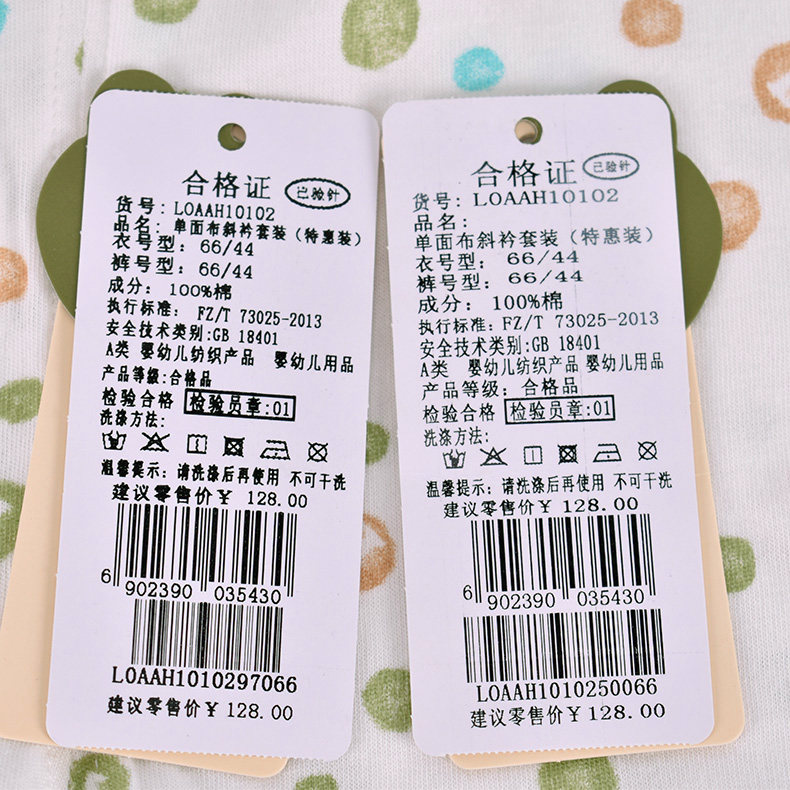 合格证
已验针
货号: LOAAH10102
品名: 单面布斜衿套装（特惠装）
衣号型: 66/44
裤号型: 66/44
成分: 100%棉
执行标准: FZ/T 73025-2013
安全技术类别:GB 18401
A类 婴幼儿纺织产品 婴幼儿用品
产品等级:合格品
检验合格 检验员章:01
洗涤方法:
温馨提示: 请洗涤后再使用 不可干洗
建议零售价￥ 128.00
6 902390 035430
LOAAH1010297066
建议零售价￥128.00
合格证
已验针
货号: LOAAH10102
品名:
单面布斜衿套装（特惠装）
衣号型: 66/44
裤号型: 66/44
成分: 100%棉
执行标准: FZ/T 73025-2013
安全技术类别:GB 18401
A类 婴幼儿纺织产品 婴幼儿用品
产品等级: 合格品
检验合格 检验员章:01
洗涤方法:
温馨提示: 请洗涤后再使用 不可干洗
建议零售价￥ 128.00
6 902390 035430
LOAAH1010250066
建议零售价￥128.00